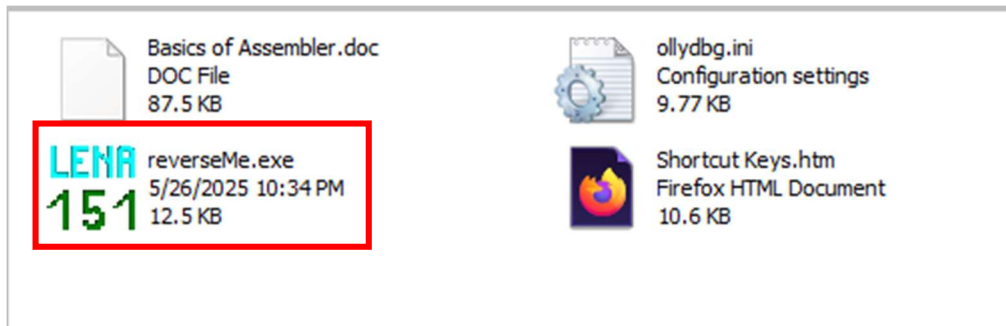 Basics of Assembler.doc
DOC File
87.5 KB
ollydbg.ini
Configuration settings
9.77 KB
LENA
151
reverseMe.exe
5/26/2025 10:34 PM
12.5 KB
Shortcut Keys.htm
Firefox HTML Document
10.6 KB